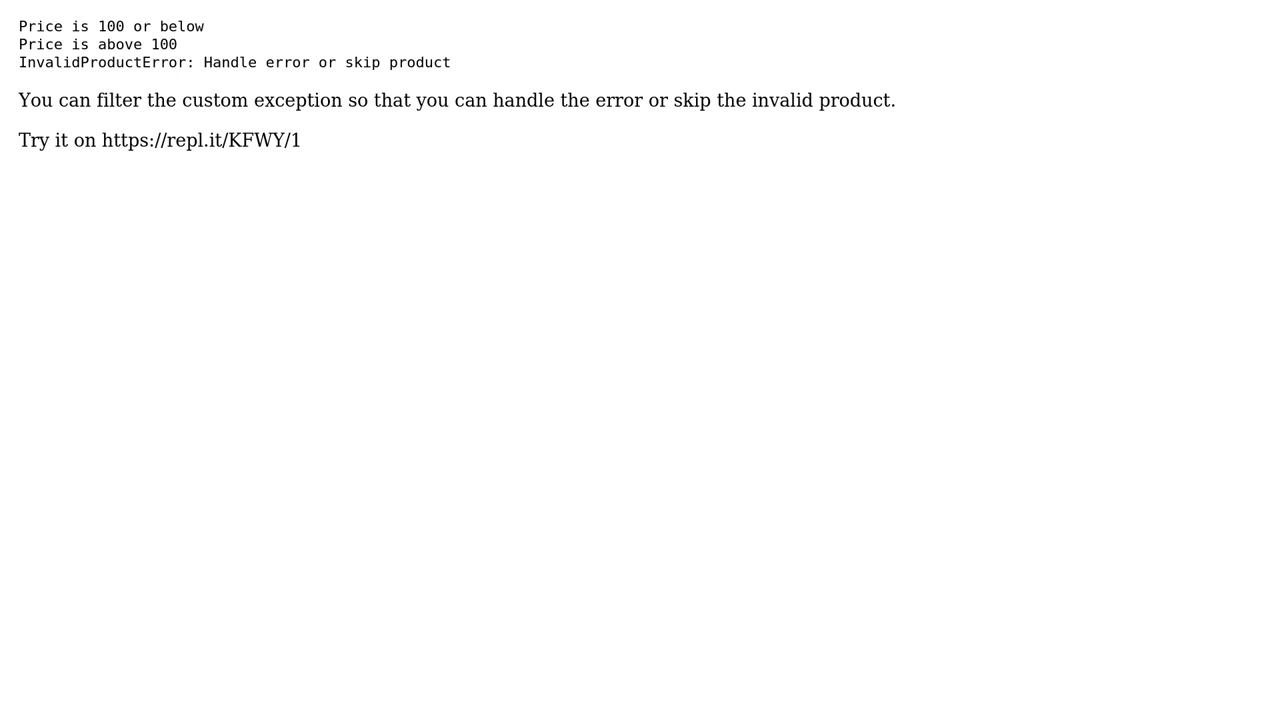 Price is 100 or below
Price is above 100
InvalidProductError: Handle error or skip product
You can filter the custom exception so that you can handle the error or skip the invalid product.
Try it on https://repl.it/KFWY/1